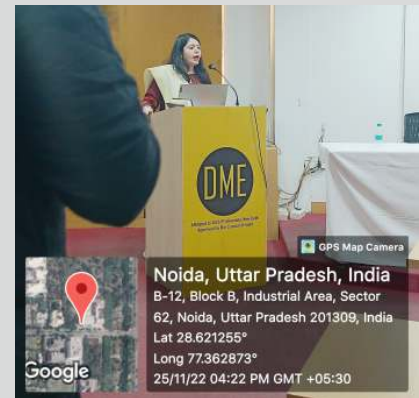 DME
GPS Map Camera
Noida, Uttar Pradesh, India
B-12, Block B, Industrial Area, Sector
62, Noida, Uttar Pradesh 201309, India
Lat 28.621255°
Long 77.362873°
25/11/22 04:22 PM GMT +05:30
Google